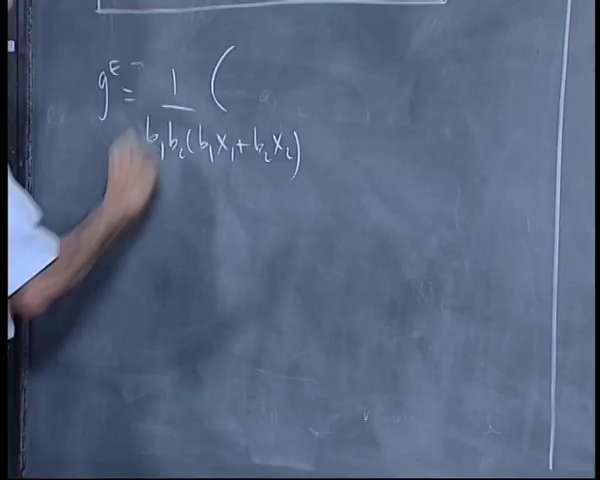 g^E = 1/(b₁b₂(b₁x₁+b₂x₂)) (